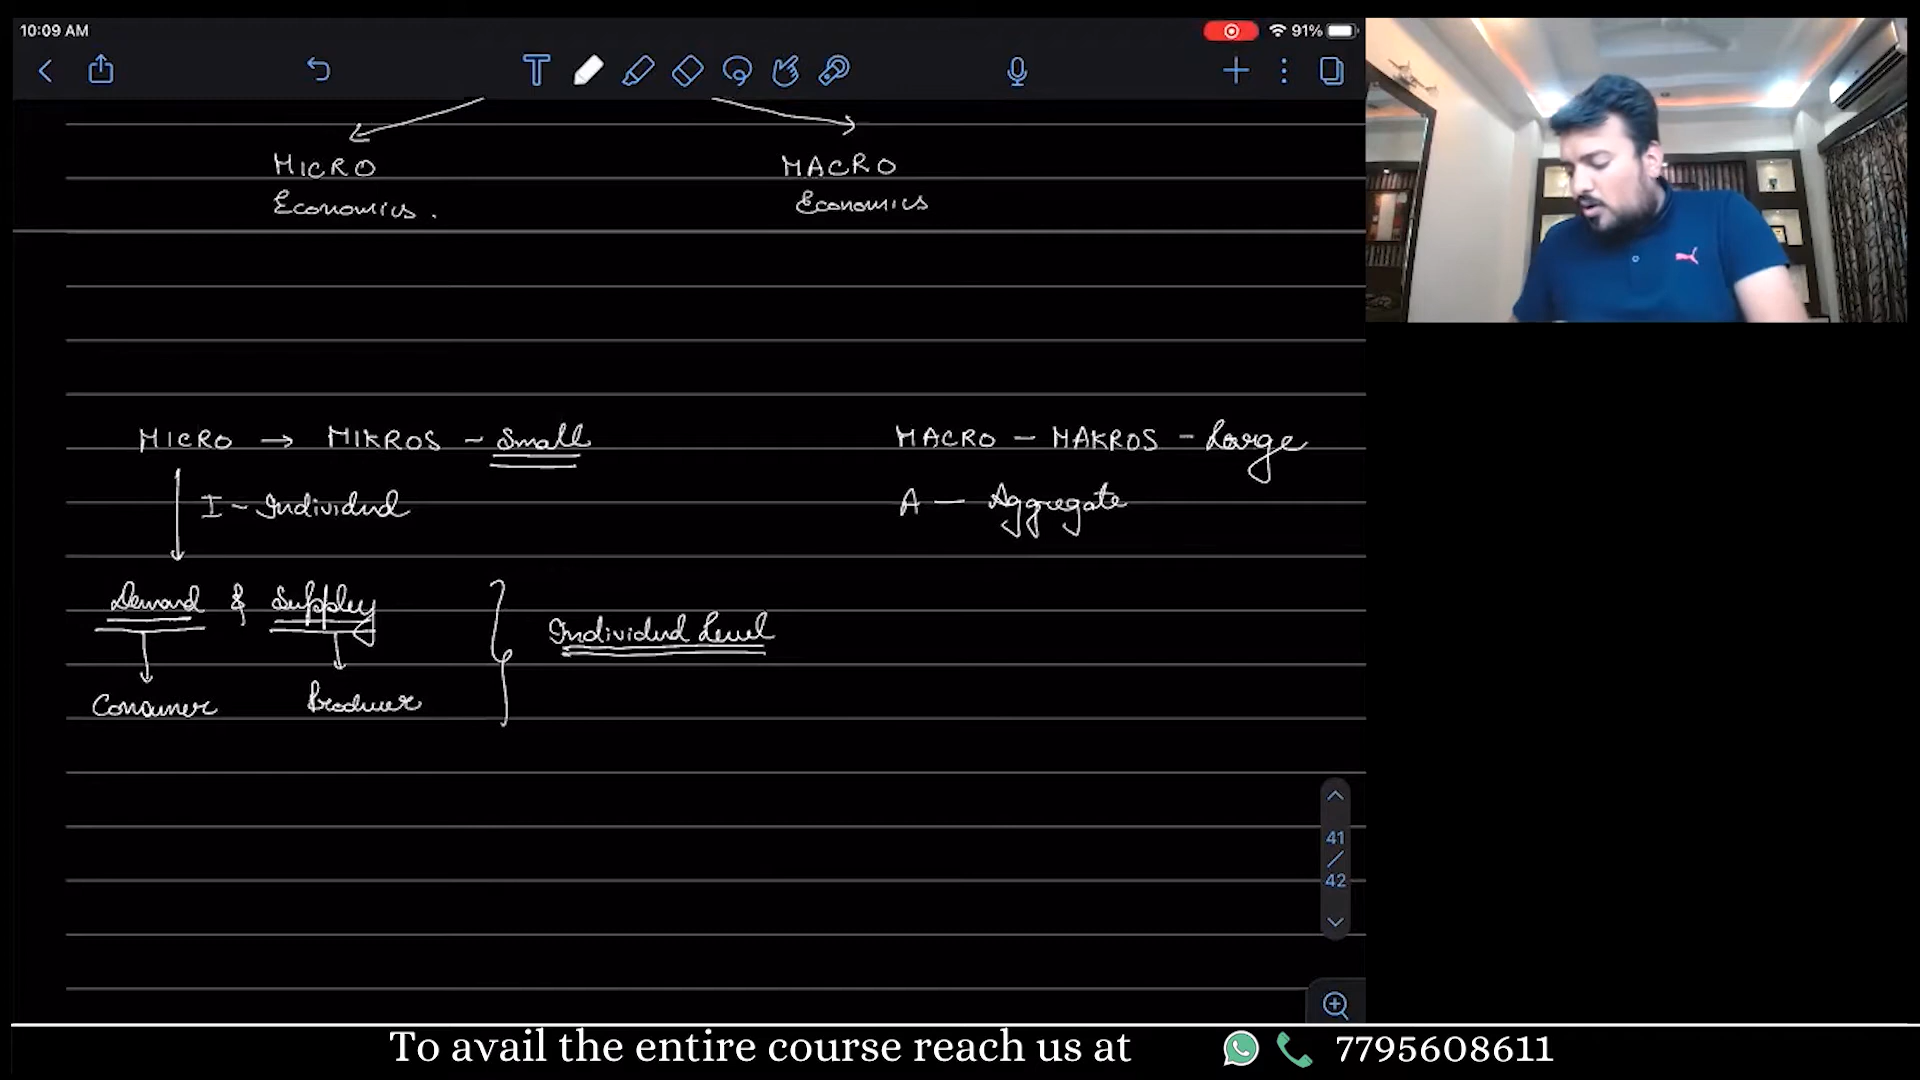 10:09 AM
91%
MICRO
Economics.
MACRO
Economics
MICRO → MIKROS - Small
MACRO - MAKROS - Large
I - Individual
A - Aggregate
Demand & Supply
Individual Level
Consumer
Producer
41
/
42
To avail the entire course reach us at 7795608611